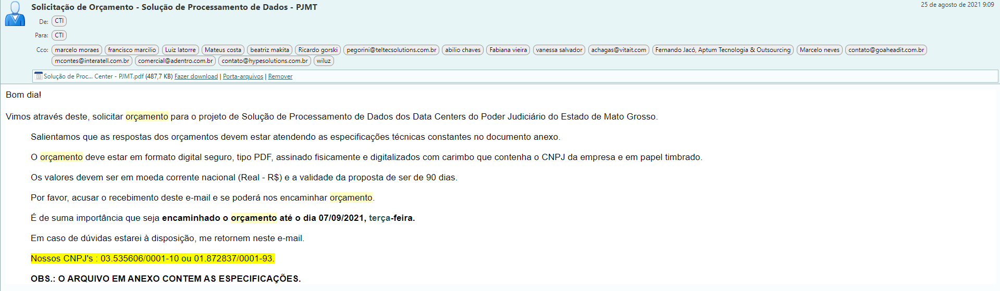 Solicitação de Orçamento - Solução de Processamento de Dados - PJMT
25 de agosto de 2021 9:09
De: CTI
Para: CTI
Cco: marcelo moraes francisco marcilio Luiz latorre Mateus costa beatriz makita Ricardo gorski pegorini@teltecsolutions.com.br abilio chaves Fabiana vieira vanessa salvador achagas@vitait.com Fernando Jacó, Aptum Tecnologia & Outsourcing Marcelo neves contato@goaheadit.com.br
mcontes@interatell.com.br comercial@adentro.com.br contato@hypesolutions.com.br wiluz
Solução de Proc... Center - PJMT.pdf (487,7 KB) Fazer download | Porta-arquivos | Remover
Bom dia!
Vimos através deste, solicitar orçamento para o projeto de Solução de Processamento de Dados dos Data Centers do Poder Judiciário do Estado de Mato Grosso.
Salientamos que as respostas dos orçamentos devem estar atendendo as especificações técnicas constantes no documento anexo.
O orçamento deve estar em formato digital seguro, tipo PDF, assinado fisicamente e digitalizados com carimbo que contenha o CNPJ da empresa e em papel timbrado.
Os valores devem ser em moeda corrente nacional (Real - R$) e a validade da proposta de ser de 90 dias.
Por favor, acusar o recebimento deste e-mail e se poderá nos encaminhar orçamento.
É de suma importância que seja encaminhado o orçamento até o dia 07/09/2021, terça-feira.
Em caso de dúvidas estarei à disposição, me retornem neste e-mail.
Nossos CNPJ's : 03.535606/0001-10 ou 01.872837/0001-93.
OBS.: O ARQUIVO EM ANEXO CONTEM AS ESPECIFICAÇÕES.